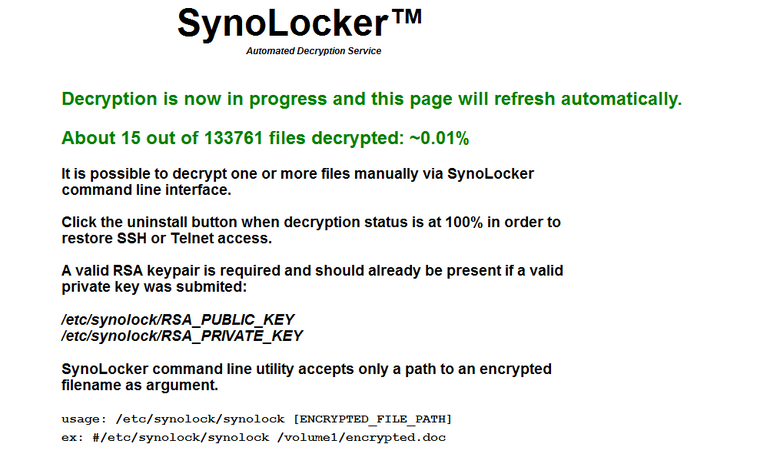 SynoLocker™
Automated Decryption Service
Decryption is now in progress and this page will refresh automatically.
About 15 out of 133761 files decrypted: ~0.01%
It is possible to decrypt one or more files manually via SynoLocker
command line interface.
Click the uninstall button when decryption status is at 100% in order to
restore SSH or Telnet access.
A valid RSA keypair is required and should already be present if a valid
private key was submited:
/etc/synolock/RSA_PUBLIC_KEY
/etc/synolock/RSA_PRIVATE_KEY
SynoLocker command line utility accepts only a path to an encrypted
filename as argument.
usage: /etc/synolock/synolock [ENCRYPTED_FILE_PATH]
ex: #/etc/synolock/synolock /volume1/encrypted.doc